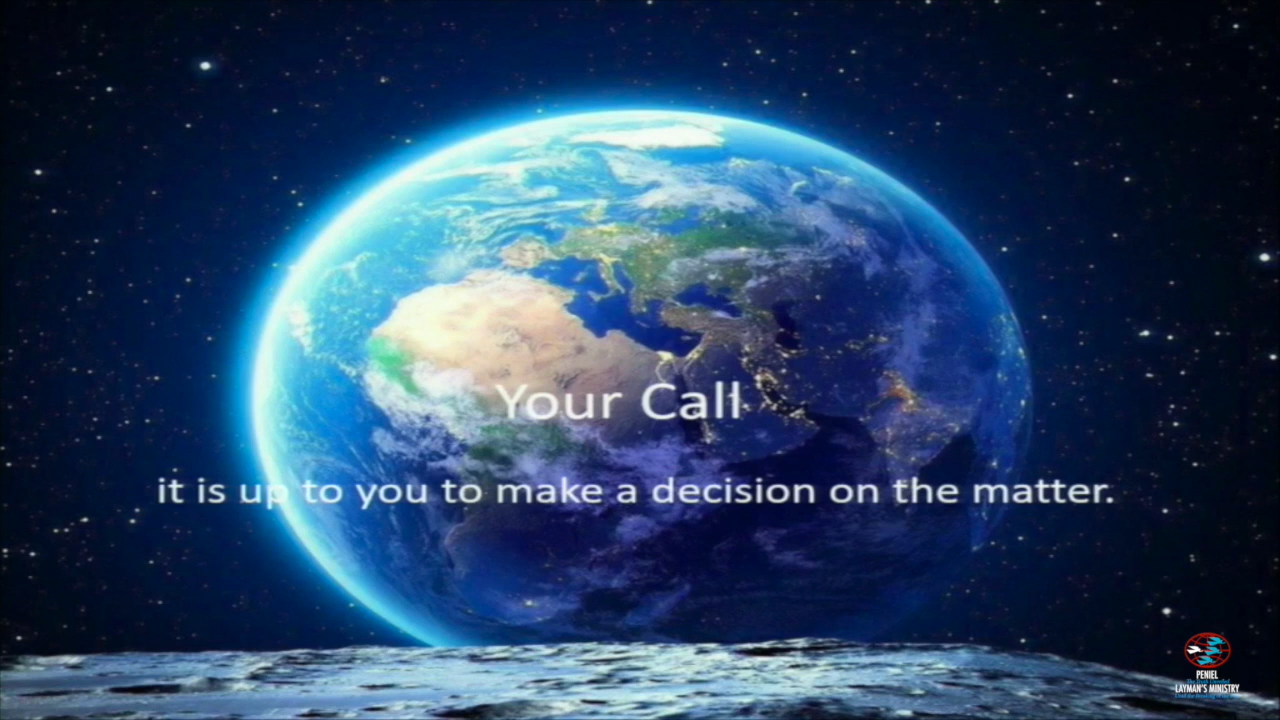 Your Call
it is up to you to make a decision on the matter.
PENIEL
LAYMAN'S MINISTRY